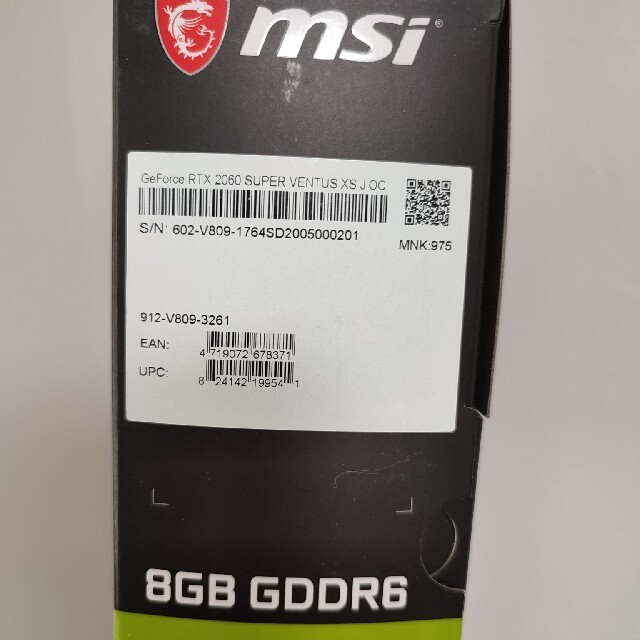 msi®
GeForce RTX 2060 SUPER VENTUS XS J OC
S/N: 602-V809-1764SD2005000201
MNK:975
912-V809-3261
EAN:
4 719072 678371
UPC:
8 24142 19954 1
8GB GDDR6